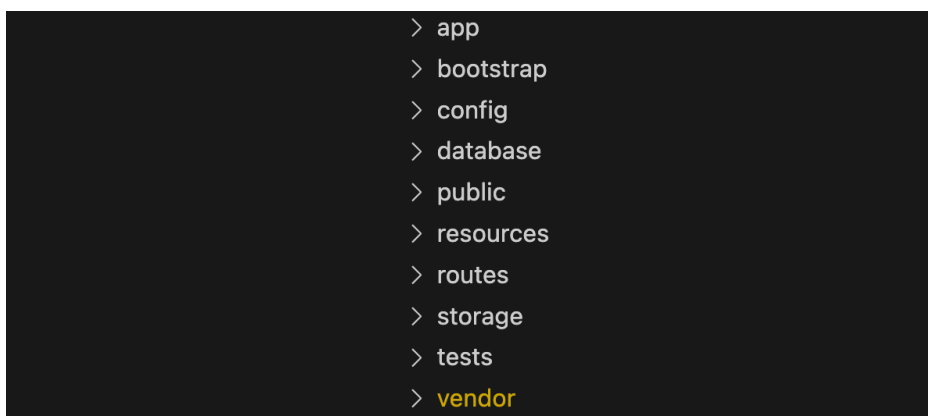 app
bootstrap
config
database
public
resources
routes
storage
tests
vendor